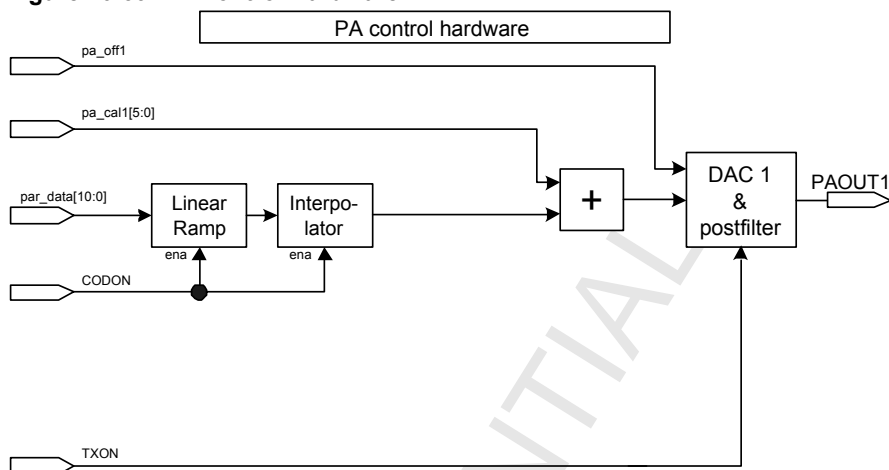 PA control hardware
pa_off1
pa_cal1[5:0]
par_data[10:0]
Linear
Ramp
ena
Interpo-
lator
ena
+
DAC 1
&
postfilter
PAOUT1
CODON
TXON
NTIAL